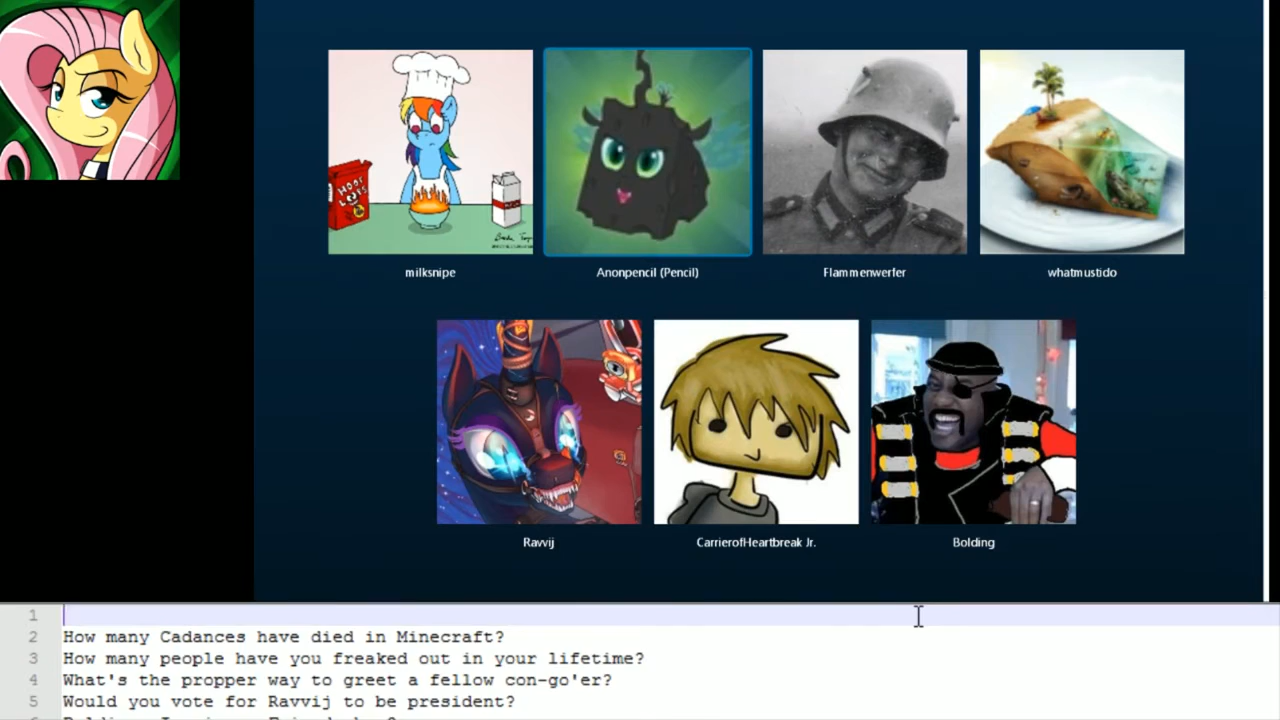 milksnipe
Anonpencil (Pencil)
Flammenwerfer
whatmustido
Ravvij
CarrierofHeartbreak Jr.
Bolding
1
2 How many Cadances have died in Minecraft?
3 How many people have you freaked out in your lifetime?
4 What's the propper way to greet a fellow con-go'er?
5 Would you vote for Ravvij to be president?